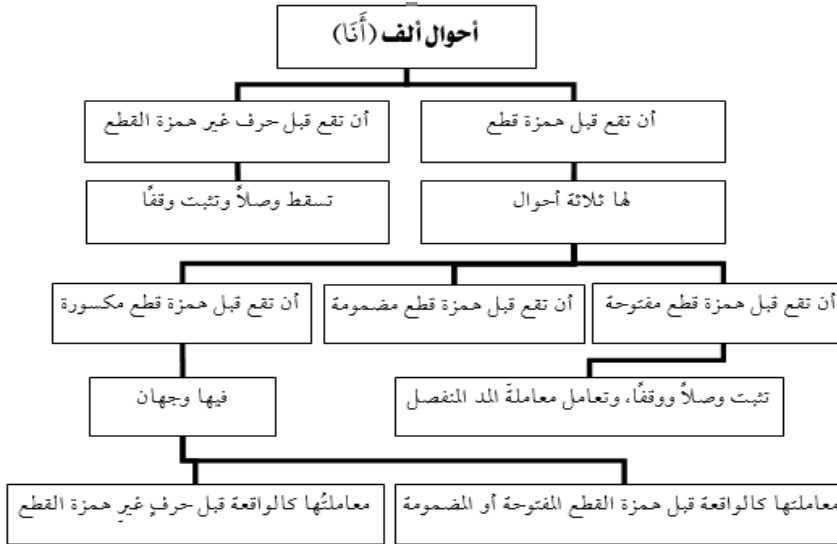 أحوال ألف (أَنَا)
أن تقع قبل همزة قطع
أن تقع قبل حرف غير همزة القطع
لها ثلاثة أحوال
تسقط وصلاً وتثبت وقفًا
أن تقع قبل همزة قطع مفتوحة
أن تقع قبل همزة قطع مضمومة
أن تقع قبل همزة قطع مكسورة
تثبت وصلاً ووقفًا، وتعامل معاملةَ المد المنفصل
فيها وجهان
معاملتها كالواقعة قبل همزة القطع المفتوحة أو المضمومة
معاملتُها كالواقعة قبل حرفٍ غيرِ همزة القطع